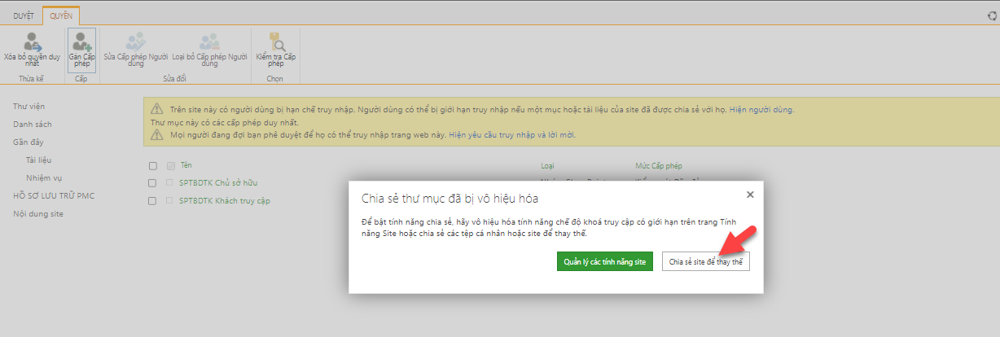 DUYỆT
QUYỀN
Xóa bỏ quyền duy nhất
Gán Cấp phép
Sửa Cấp phép Người dùng
Loại bỏ Cấp phép Người dùng
Kiểm tra Cấp phép
Thừa kế
Cấp
Sửa đổi
Chọn
Thư viện
Danh sách
Gần đây
Tài liệu
Nhiệm vụ
HỒ SƠ LƯU TRỮ PMC
Nội dung site
Trên site này có người dùng bị hạn chế truy nhập. Người dùng có thể bị giới hạn truy nhập nếu một mục hoặc tài liệu của site đã được chia sẻ với họ. Hiện người dùng.
Thư mục này có các cấp phép duy nhất.
Mọi người đang đợi bạn phê duyệt để họ có thể truy nhập trang web này. Hiện yêu cầu truy nhập và lời mời.
Tên
Loại
Mức Cấp phép
SPTBDTK Chủ sở hữu
SPTBDTK Khách truy cập
Chia sẻ thư mục đã bị vô hiệu hóa
Để bật tính năng chia sẻ, hãy vô hiệu hóa tính năng chế độ khoá truy cập có giới hạn trên trang Tính
năng Site hoặc chia sẻ các tệp cá nhân hoặc site để thay thế.
Quản lý các tính năng site
Chia sẻ site để thay thế